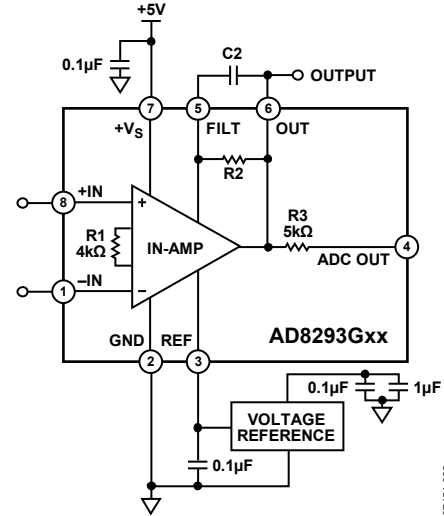 +5V
0.1µF
C2
OUTPUT
7
5
6
+VS
FILT
OUT
R2
8
+IN
+
R1
4kΩ
IN-AMP
R3
5kΩ
4
ADC OUT
1
–IN
–
GND
REF
AD8293Gxx
2
3
0.1µF
1µF
VOLTAGE
REFERENCE
0.1µF